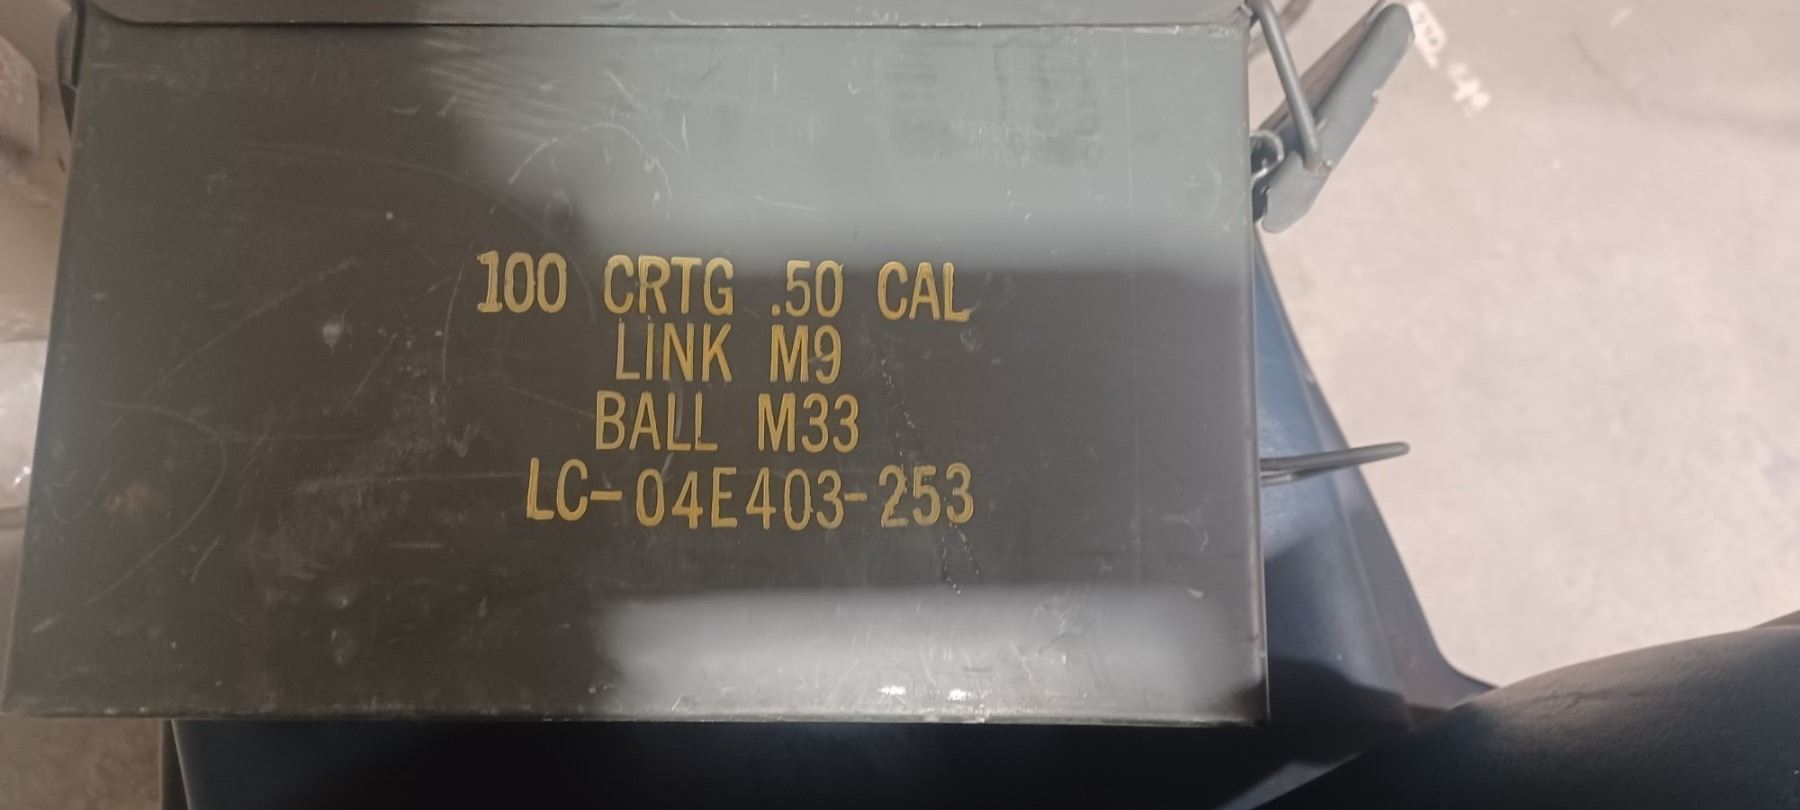 100 CRTG .50 CAL
LINK M9
BALL M33
LC-04E403-253